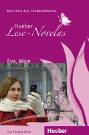 DEUTSCH ALS FREMDSPRACHE
Hueber
Lese-Novelas
Eva, Wien
Hueber